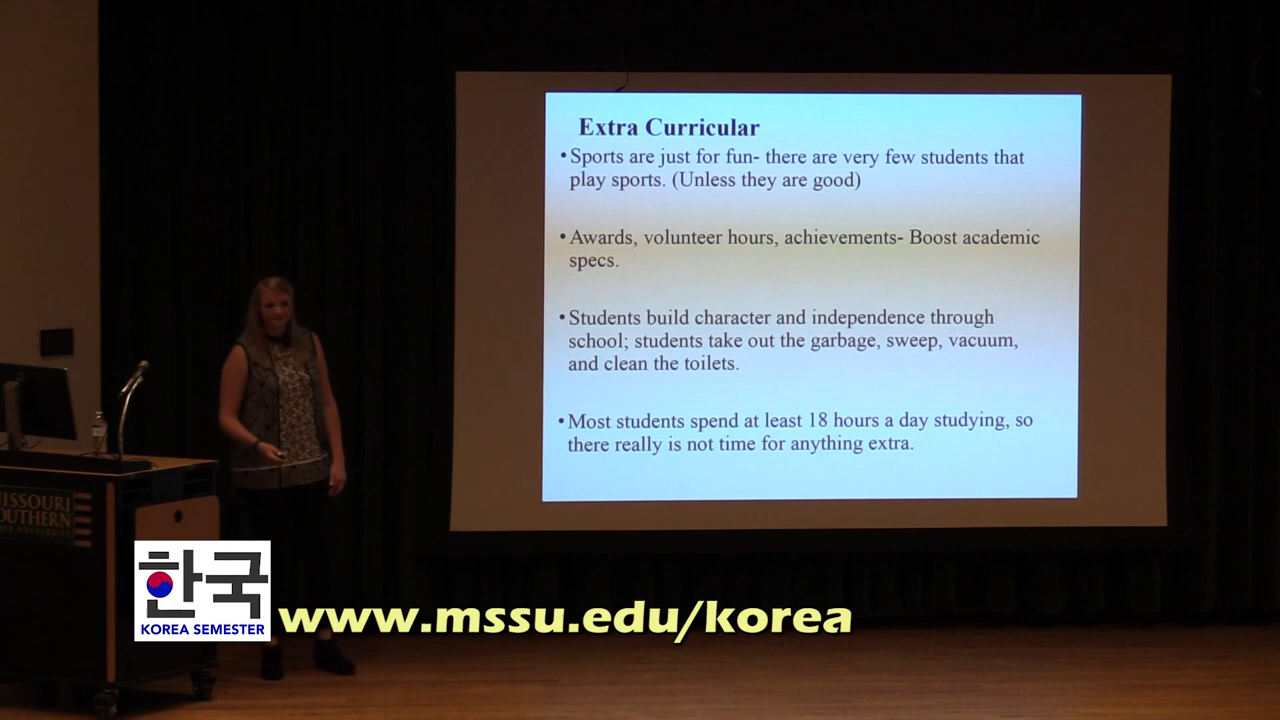 Extra Curricular
• Sports are just for fun- there are very few students that
play sports. (Unless they are good)
• Awards, volunteer hours, achievements- Boost academic
specs.
• Students build character and independence through
school; students take out the garbage, sweep, vacuum,
and clean the toilets.
• Most students spend at least 18 hours a day studying, so
there really is not time for anything extra.
MISSOURI
SOUTHERN
한국
KOREA SEMESTER
www.mssu.edu/korea